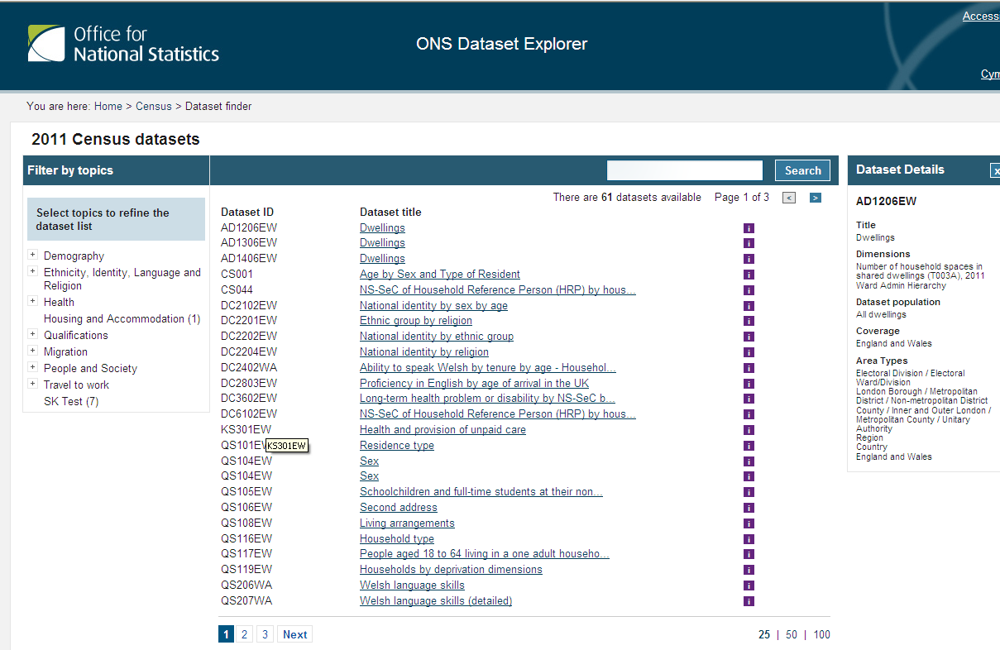 Access
Office for
National Statistics
ONS Dataset Explorer
Cym
You are here: Home > Census > Dataset finder
2011 Census datasets
Filter by topics
Search
Select topics to refine the
dataset list
+ Demography
+ Ethnicity, Identity, Language and
Religion
+ Health
Housing and Accommodation (1)
+ Qualifications
+ Migration
+ People and Society
+ Travel to work
SK Test (7)
There are 61 datasets available Page 1 of 3 < >
Dataset ID Dataset title
AD1206EW Dwellings i
AD1306EW Dwellings i
AD1406EW Dwellings i
CS001 Age by Sex and Type of Resident i
CS044 NS-SeC of Household Reference Person (HRP) by hous... i
DC2102EW National identity by sex by age i
DC2201EW Ethnic group by religion i
DC2202EW National identity by ethnic group i
DC2204EW National identity by religion i
DC2402WA Ability to speak Welsh by tenure by age - Househol... i
DC2803EW Proficiency in English by age of arrival in the UK i
DC3602EW Long-term health problem or disability by NS-SeC b... i
DC6102EW NS-SeC of Household Reference Person (HRP) by hous... i
KS301EW Health and provision of unpaid care i
QS101EW KS301EW Residence type i
QS104EW Sex i
QS104EW Sex i
QS105EW Schoolchildren and full-time students at their non... i
QS106EW Second address i
QS108EW Living arrangements i
QS116EW Household type i
QS117EW People aged 18 to 64 living in a one adult househo... i
QS119EW Households by deprivation dimensions i
QS206WA Welsh language skills i
QS207WA Welsh language skills (detailed) i
1 2 3 Next
25 | 50 | 100
Dataset Details x
AD1206EW
Title
Dwellings
Dimensions
Number of household spaces in
shared dwellings (T003A), 2011
Ward Admin Hierarchy
Dataset population
All dwellings
Coverage
England and Wales
Area Types
Electoral Division / Electoral
Ward/Division
London Borough / Metropolitan
District / Non-metropolitan District
County / Inner and Outer London /
Metropolitan County / Unitary
Authority
Region
Country
England and Wales